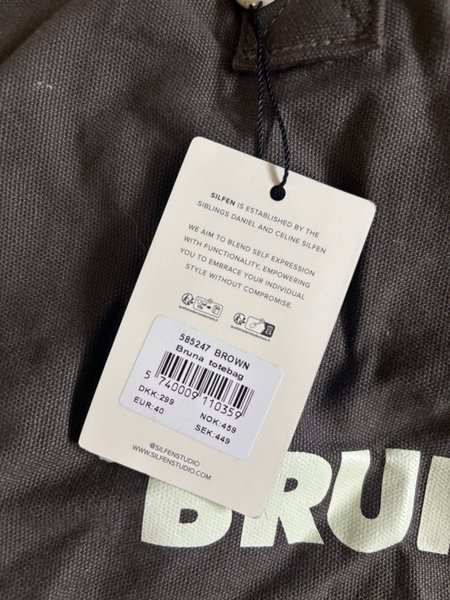 SILFEN IS ESTABLISHED BY THE
SIBLINGS DANIEL AND CELINE SILFEN
WE AIM TO BLEND SELF EXPRESSION
WITH FUNCTIONALITY, EMPOWERING
YOU TO EMBRACE YOUR INDIVIDUAL
STYLE WITHOUT COMPROMISE.
585247 BROWN
Bruna totebag
5 740009 110359
DKK:299 NOK:459
EUR:40 SEK:449
@SILFENSTUDIO
WWW.SILFENSTUDIO.COM
BRU